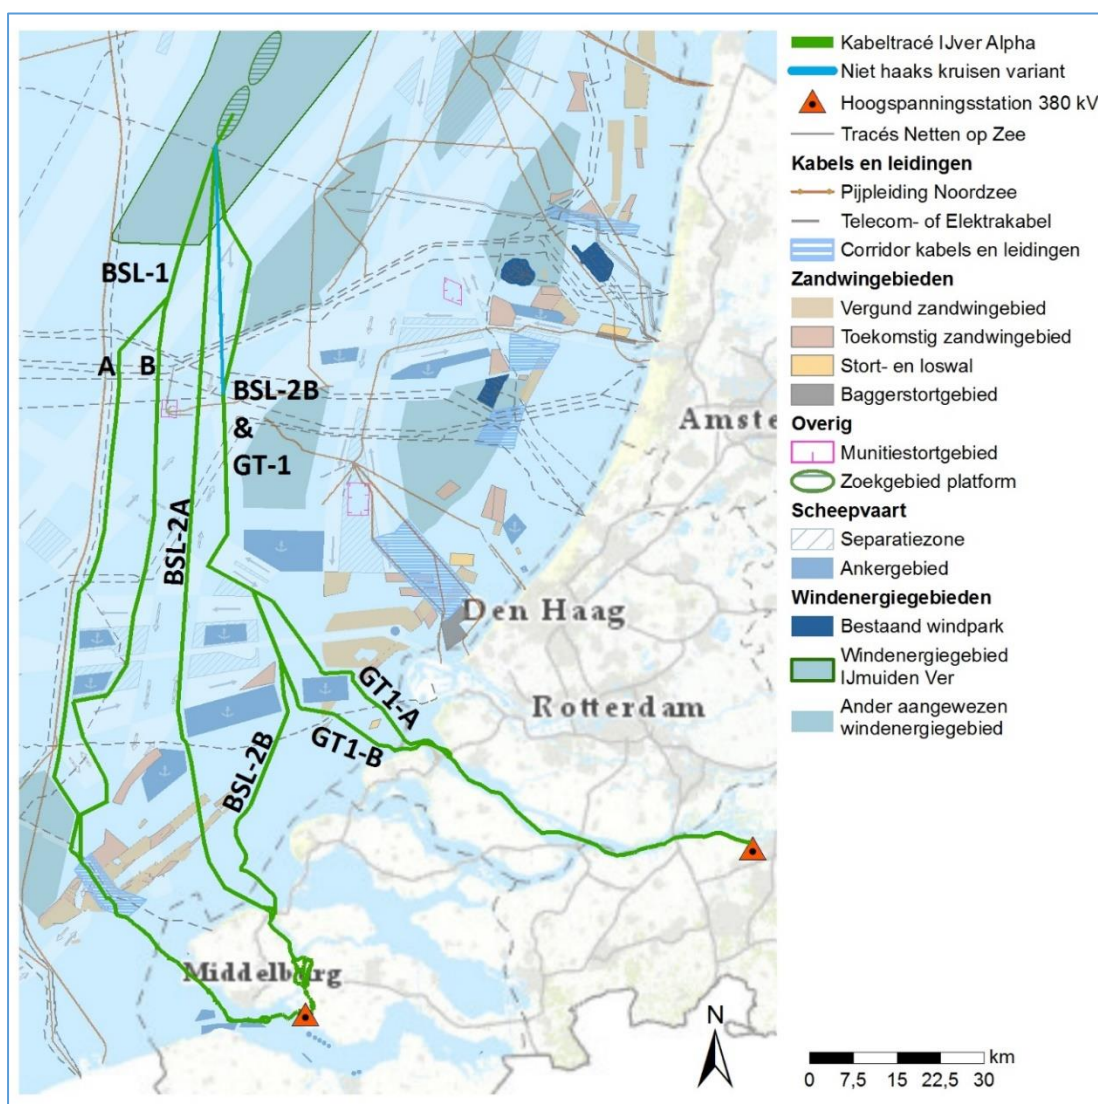 BSL-1
A
B
BSL-2B
&
GT-1
BSL-2A
BSL-2B
GT1-A
GT1-B
Amste
Den Haag
Rotterdam
Middelburg
Kabeltracé IJver Alpha
Niet haaks kruisen variant
Hoogspanningsstation 380 kV
Tracés Netten op Zee
Kabels en leidingen
Pijpleiding Noordzee
Telecom- of Elektrakabel
Corridor kabels en leidingen
Zandwingebieden
Vergund zandwingebied
Toekomstig zandwingebied
Stort- en loswal
Baggerstortgebied
Overig
Munitiestortgebied
Zoekgebied platform
Scheepvaart
Separatiezone
Ankergebied
Windenergiegebieden
Bestaand windpark
Windenergiegebied
IJmuiden Ver
Ander aangewezen
windenergiegebied
N
km
0 7,5 15 22,5 30